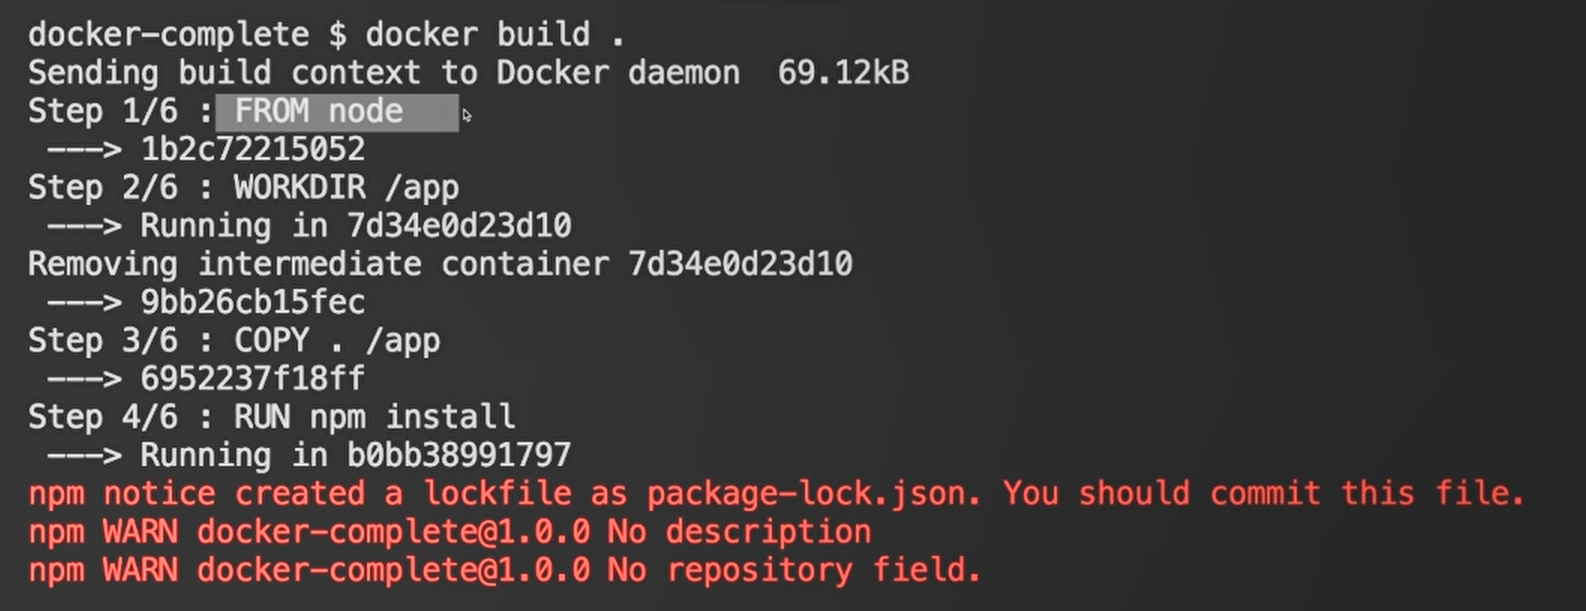 docker-complete $ docker build .
Sending build context to Docker daemon  69.12kB
Step 1/6 : FROM node
 ---> 1b2c72215052
Step 2/6 : WORKDIR /app
 ---> Running in 7d34e0d23d10
Removing intermediate container 7d34e0d23d10
 ---> 9bb26cb15fec
Step 3/6 : COPY . /app
 ---> 6952237f18ff
Step 4/6 : RUN npm install
 ---> Running in b0bb38991797
npm notice created a lockfile as package-lock.json. You should commit this file.
npm WARN docker-complete@1.0.0 No description
npm WARN docker-complete@1.0.0 No repository field.